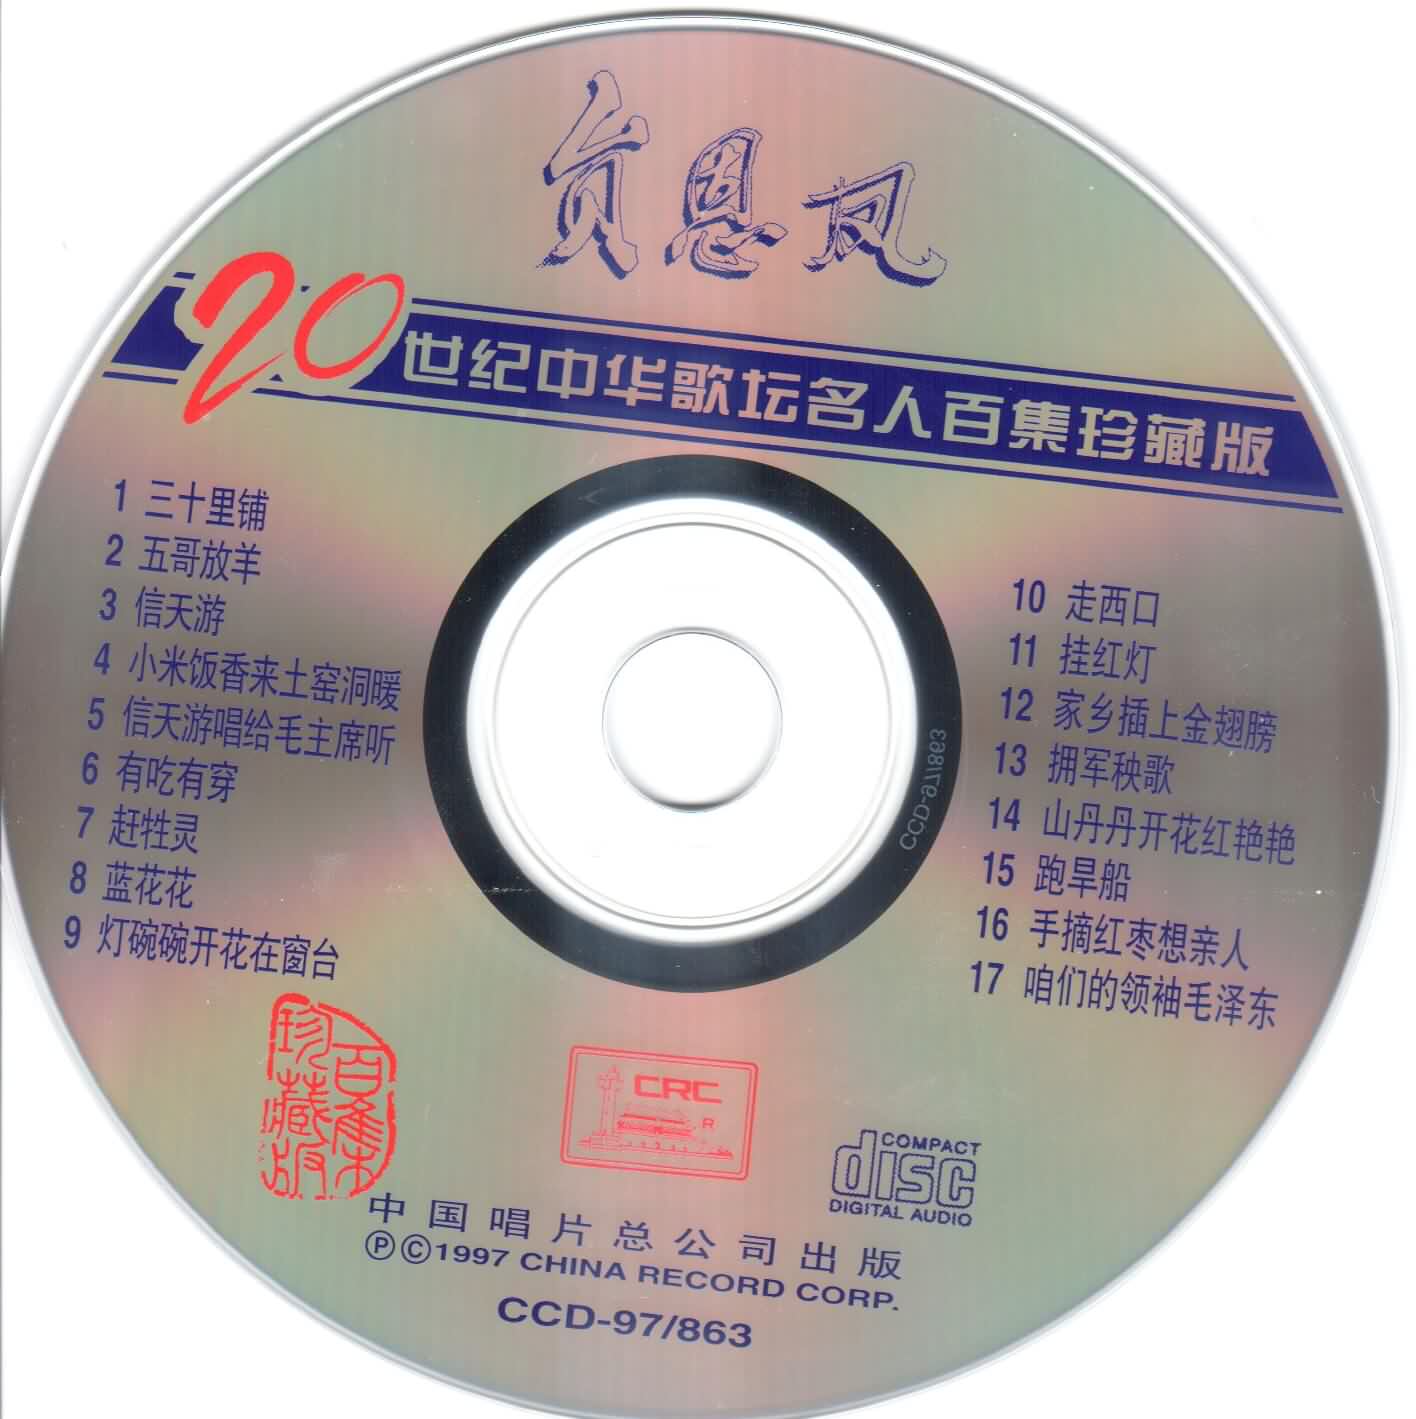 贠恩凤
20世纪中华歌坛名人百集珍藏版
1 三十里铺
2 五哥放羊
3 信天游
4 小米饭香来土窑洞暖
5 信天游唱给毛主席听
6 有吃有穿
7 赶牲灵
8 蓝花花
9 灯碗碗开花在窗台
10 走西口
11 挂红灯
12 家乡插上金翅膀
13 拥军秧歌
14 山丹丹开花红艳艳
15 跑旱船
16 手摘红枣想亲人
17 咱们的领袖毛泽东
CCD-97/863
百集珍藏版
CRC
R
COMPACT
disc
DIGITAL AUDIO
中国唱片总公司出版
ⓅⒸ1997 CHINA RECORD CORP.
CCD-97/863